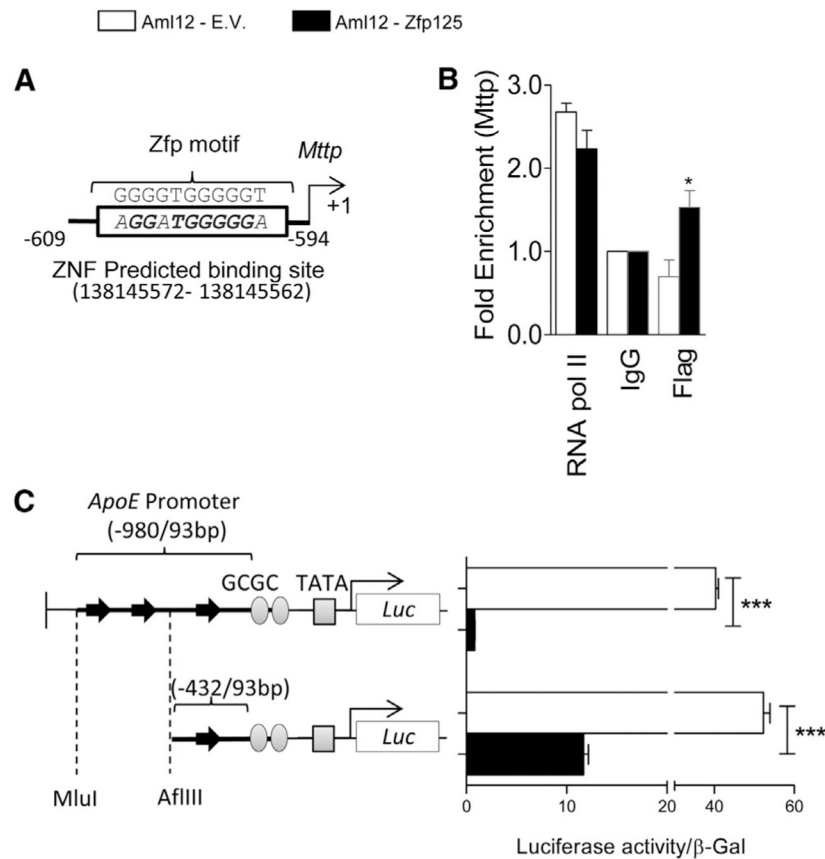 Aml12 - E.V.
Aml12 - Zfp125
A
Zfp motif
Mttp
GGGGTGGGGGT
+1
AGGATGGGGGA
-609
-594
ZNF Predicted binding site
(138145572- 138145562)
B
Fold Enrichment (Mttp)
3.0
2.0
1.0
0.0
*
RNA pol II
IgG
Flag
C
ApoE Promoter
(-980/93bp)
GCGC
TATA
Luc
***
(-432/93bp)
Luc
***
MluI
AflIII
0
10
20
40
60
Luciferase activity/β-Gal